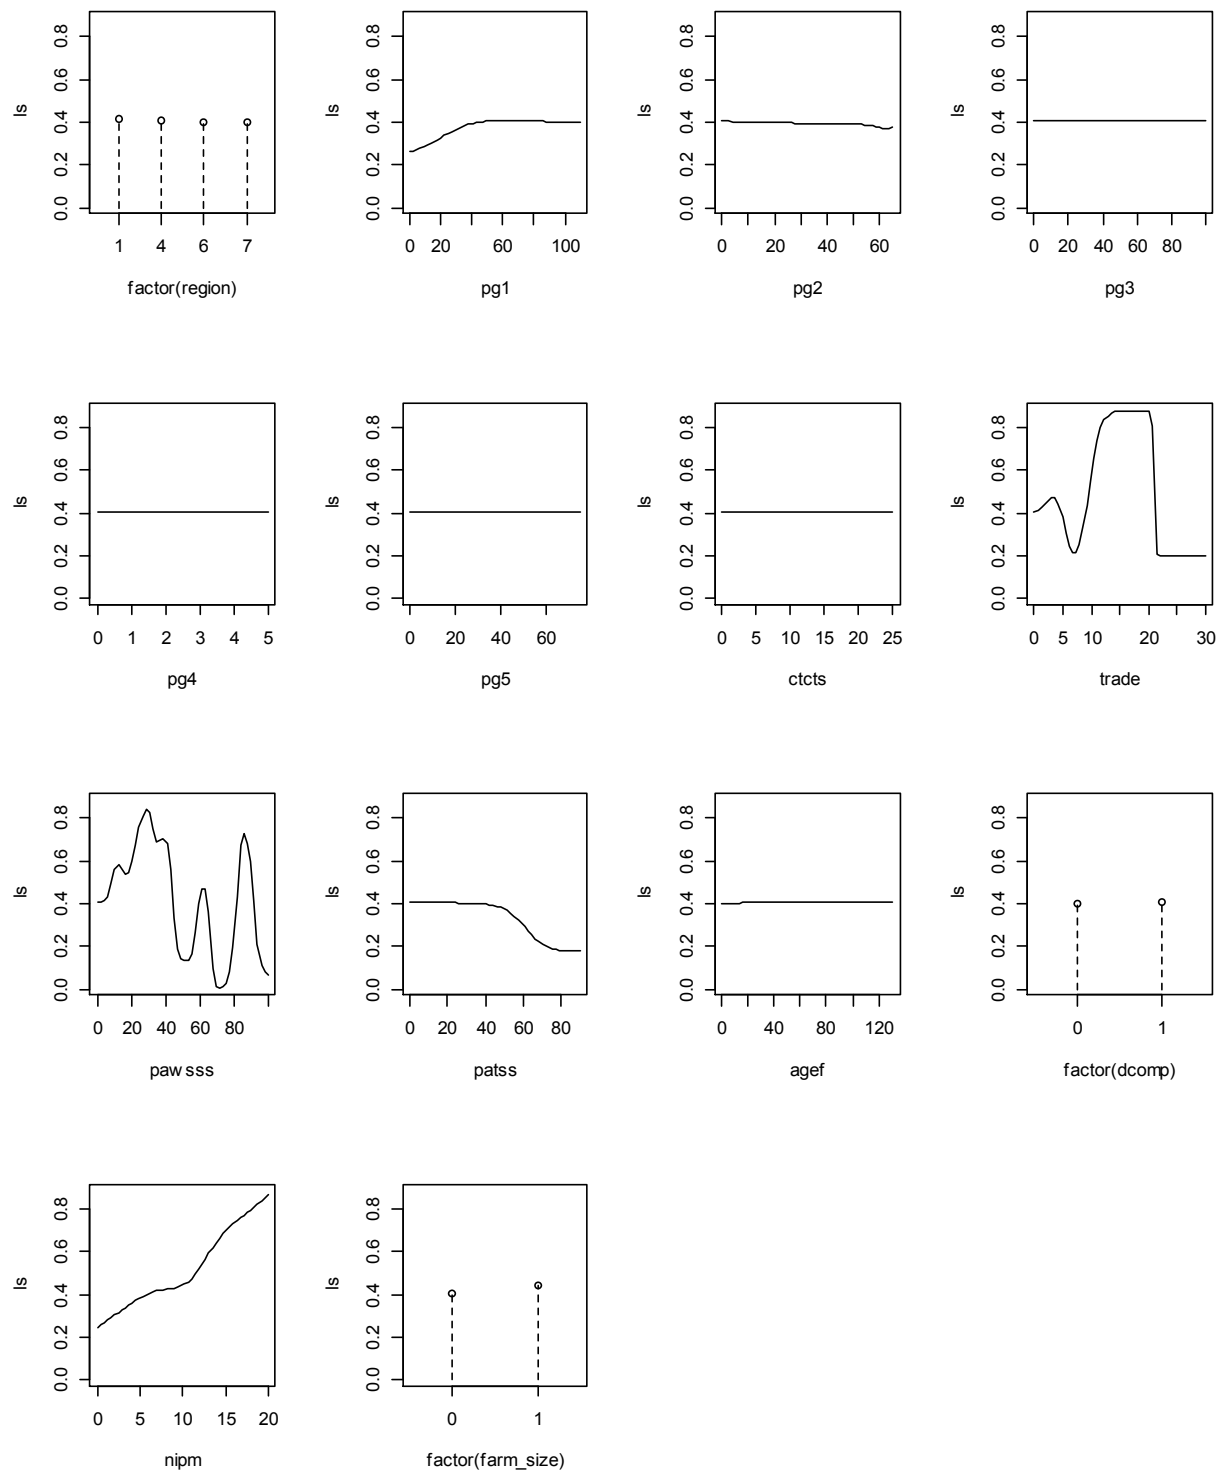 0.0 0.2 0.4 0.6 0.8
ls
1 4 6 7
factor(region)
0.0 0.2 0.4 0.6 0.8
ls
0 20 60 100
pg1
0.0 0.2 0.4 0.6 0.8
ls
0 20 40 60
pg2
0.0 0.2 0.4 0.6 0.8
ls
0 20 40 60 80
pg3
0.0 0.2 0.4 0.6 0.8
ls
0 1 2 3 4 5
pg4
0.0 0.2 0.4 0.6 0.8
ls
0 20 40 60
pg5
0.0 0.2 0.4 0.6 0.8
ls
0 5 10 15 20 25
ctcts
0.0 0.2 0.4 0.6 0.8
ls
0 5 10 20 30
trade
0.0 0.2 0.4 0.6 0.8
ls
0 20 40 60 80
pawsss
0.0 0.2 0.4 0.6 0.8
ls
0 20 40 60 80
patss
0.0 0.2 0.4 0.6 0.8
ls
0 40 80 120
agef
0.0 0.2 0.4 0.6 0.8
ls
0 1
factor(dcomp)
0.0 0.2 0.4 0.6 0.8
ls
0 5 10 15 20
nipm
0.0 0.2 0.4 0.6 0.8
ls
0 1
factor(farm_size)